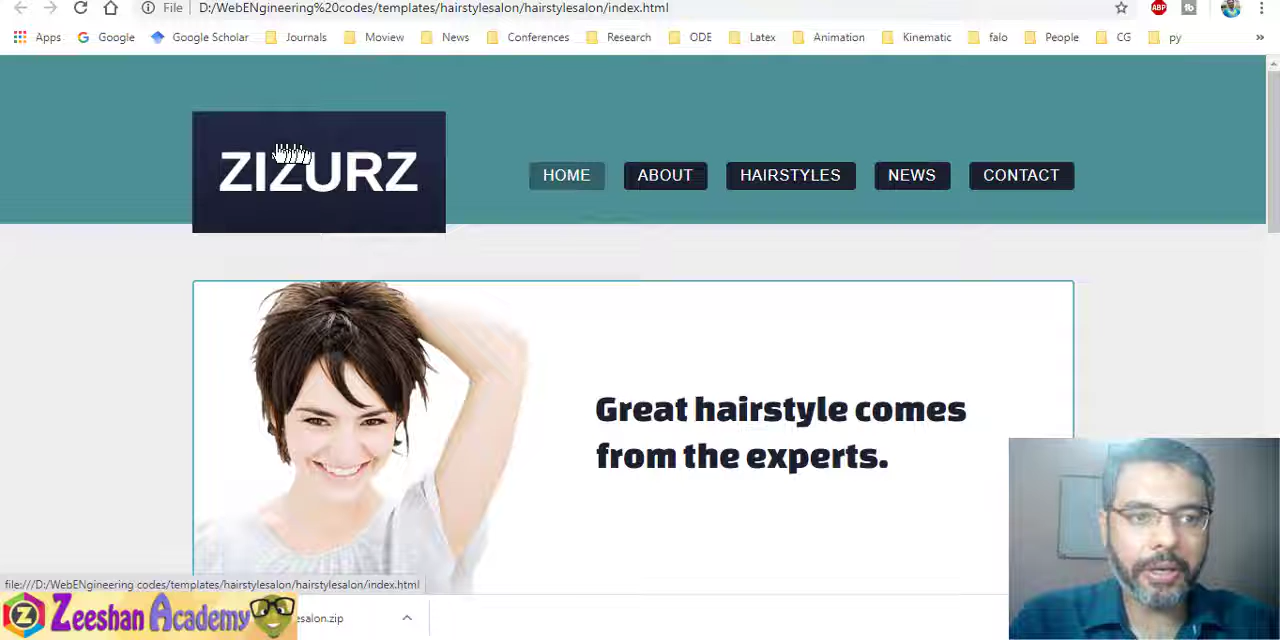 File D:/WebENgineering%20codes/templates/hairstylesalon/hairstylesalon/index.html ABP tb
Apps Google Google Scholar Journals Moview News Conferences Research ODE Latex Animation Kinematic falo People CG py »
ZIZURZ
HOME ABOUT HAIRSTYLES NEWS CONTACT
Great hairstyle comes
from the experts.
file:///D:/WebENgineering codes/templates/hairstylesalon/hairstylesalon/index.html
Z Zeeshan Academy esalon.zip